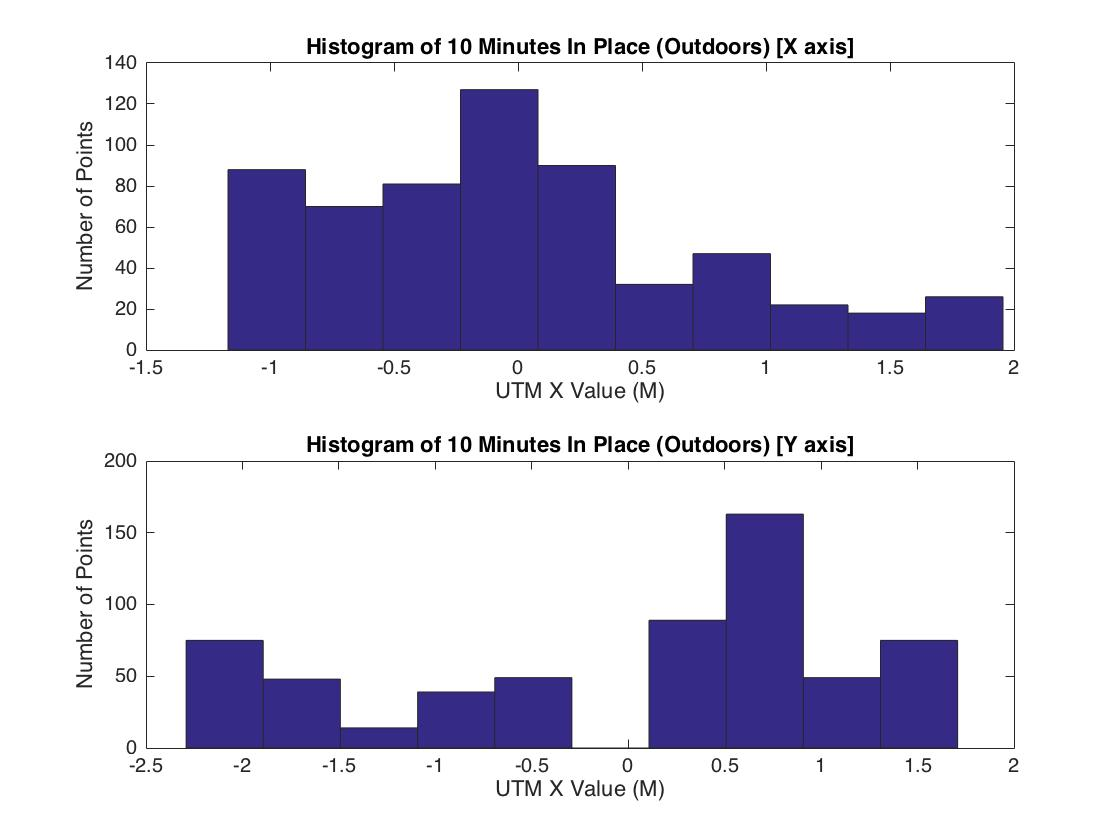 Histogram of 10 Minutes In Place (Outdoors) [X axis]
140
120
100
80
60
40
20
0
Number of Points
-1.5 -1 -0.5 0 0.5 1 1.5 2
UTM X Value (M)
Histogram of 10 Minutes In Place (Outdoors) [Y axis]
200
150
100
50
0
Number of Points
-2.5 -2 -1.5 -1 -0.5 0 0.5 1 1.5 2
UTM X Value (M)